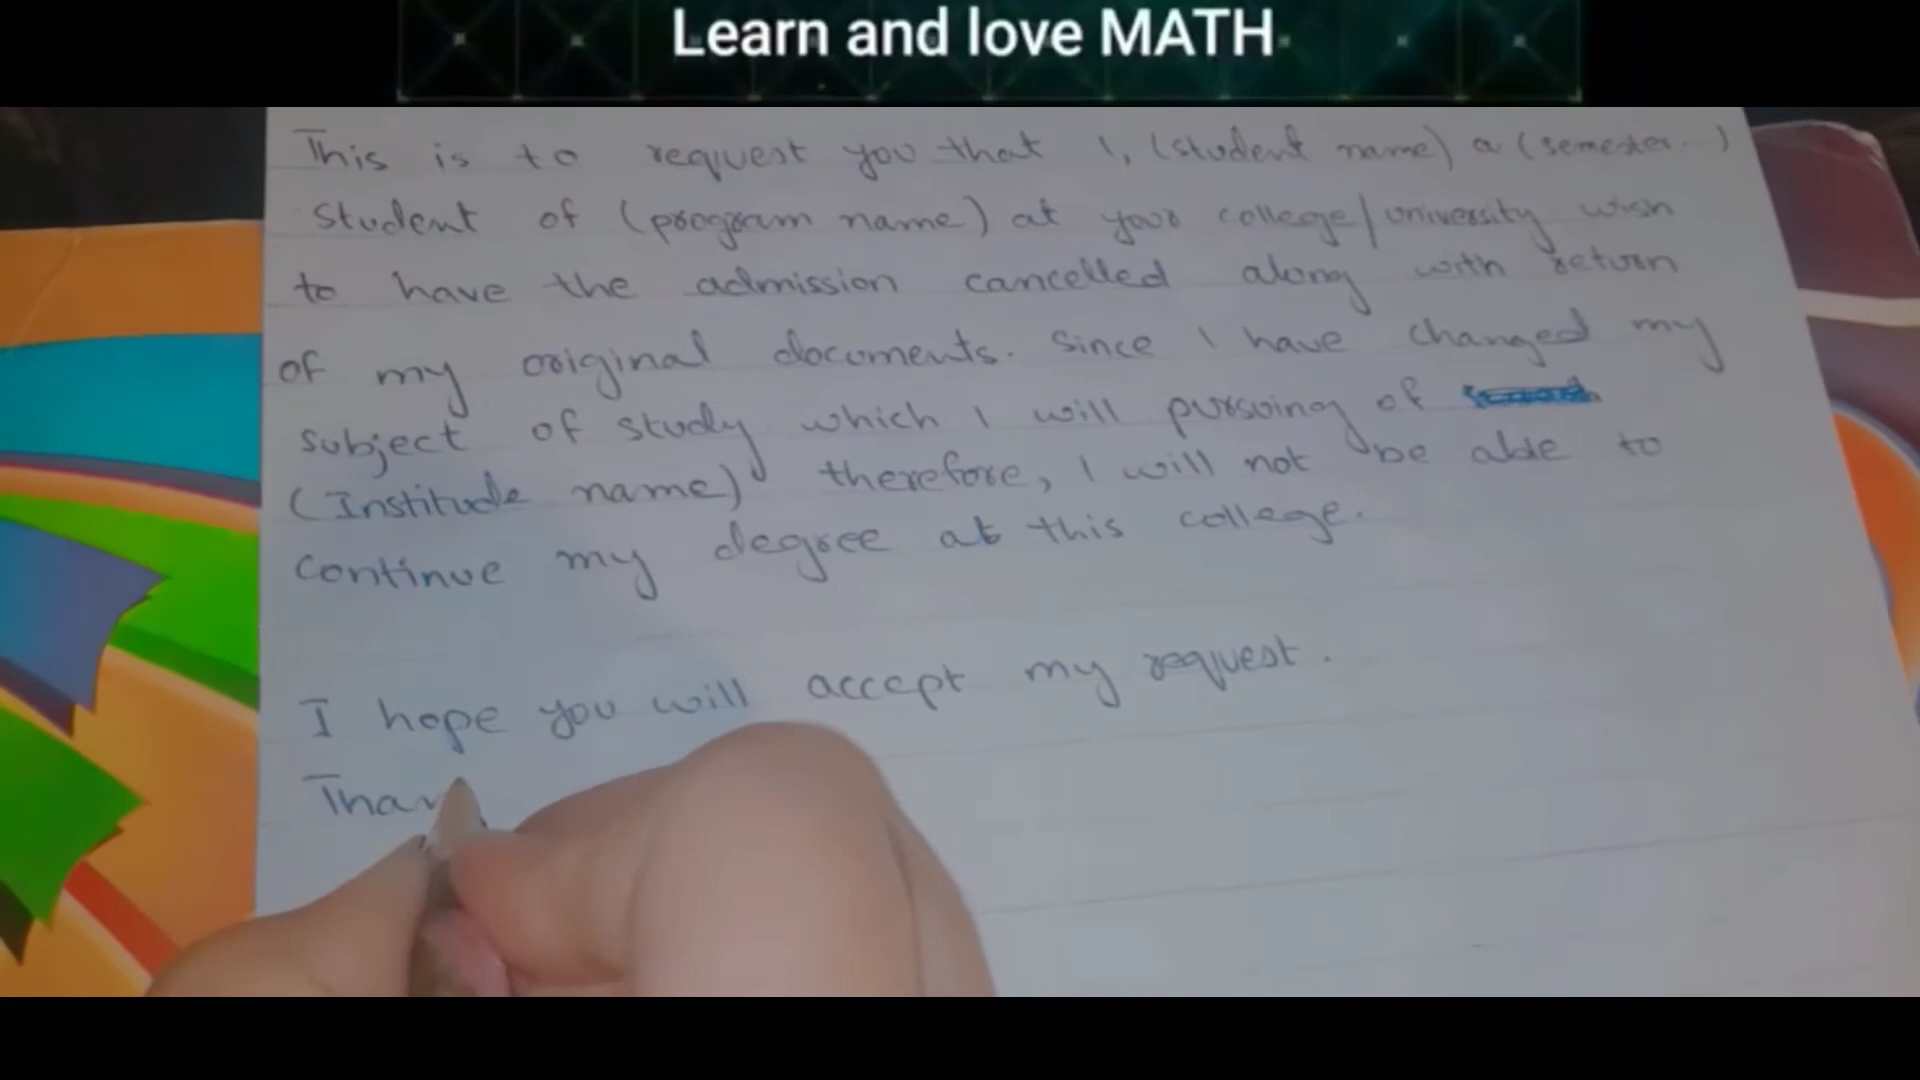 Learn and love MATH
This is to request you that I, (student name) a (semester..)
student of (program name) at your college/university wish
to have the admission cancelled along with return
of my original documents. Since I have changed my
subject of study which I will pursuing of
(Institude name) therefore, I will not be able to
continue my degree at this college.
I hope you will accept my request.
Than